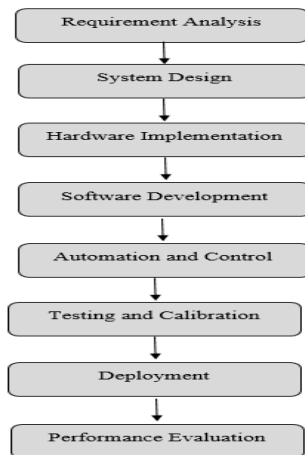 Requirement Analysis
System Design
Hardware Implementation
Software Development
Automation and Control
Testing and Calibration
Deployment
Performance Evaluation